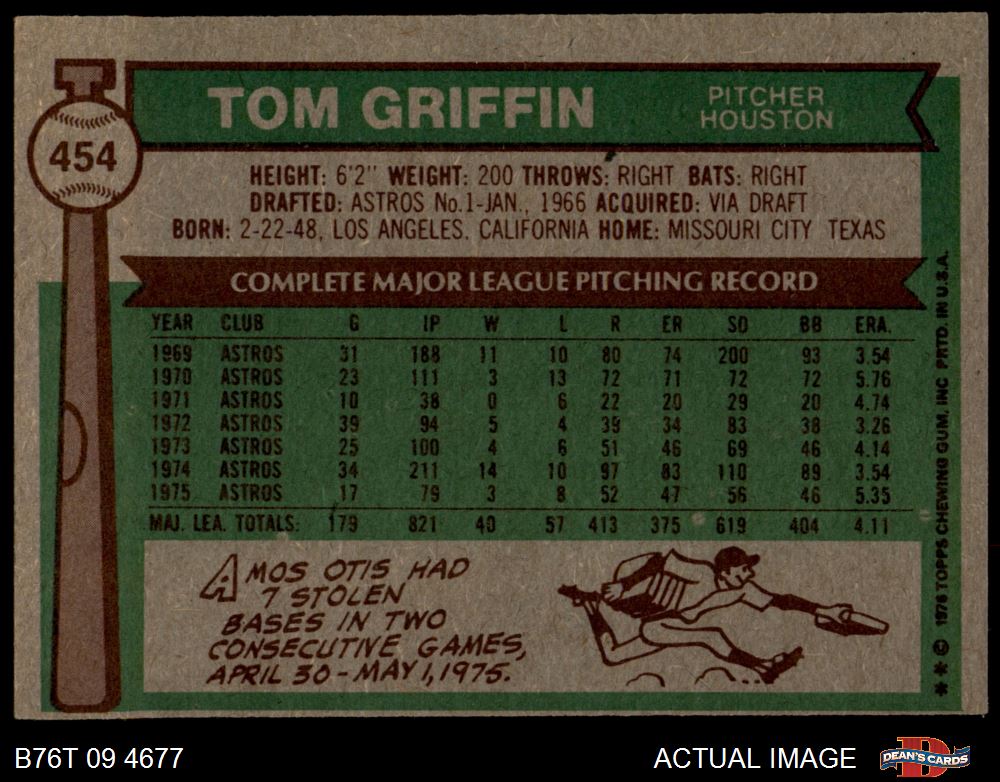 454
TOM GRIFFIN
PITCHER
HOUSTON
HEIGHT: 6'2" WEIGHT: 200 THROWS: RIGHT BATS: RIGHT
DRAFTED: ASTROS No.1-JAN., 1966 ACQUIRED: VIA DRAFT
BORN: 2-22-48, LOS ANGELES, CALIFORNIA HOME: MISSOURI CITY TEXAS
COMPLETE MAJOR LEAGUE PITCHING RECORD
YEAR CLUB G IP W L R ER SO BB ERA.
1969 ASTROS 31 188 11 10 80 74 200 93 3.54
1970 ASTROS 23 111 3 13 72 71 72 72 5.76
1971 ASTROS 10 38 0 6 22 20 29 20 4.74
1972 ASTROS 39 94 5 4 39 34 83 38 3.26
1973 ASTROS 25 100 4 6 51 46 69 46 4.14
1974 ASTROS 34 211 14 10 97 83 110 89 3.54
1975 ASTROS 17 79 3 8 52 47 56 46 5.35
MAJ. LEA. TOTALS: 179 821 40 57 413 375 619 404 4.11
AMOS OTIS HAD
7 STOLEN
BASES IN TWO
CONSECUTIVE GAMES,
APRIL 30 - MAY 1, 1975.
** © 1976 TOPPS CHEWING GUM, INC PRTD. IN U.S.A.
B76T 09 4677
ACTUAL IMAGE
DEAN'S CARDS